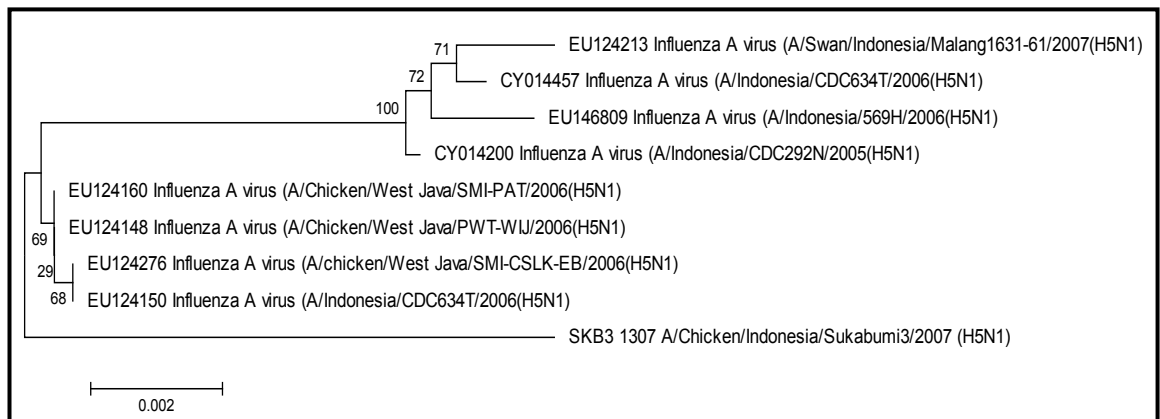 71
EU124213 Influenza A virus (A/Swan/Indonesia/Malang1631-61/2007(H5N1)
72
CY014457 Influenza A virus (A/Indonesia/CDC634T/2006(H5N1)
100
EU146809 Influenza A virus (A/Indonesia/569H/2006(H5N1)
CY014200 Influenza A virus (A/Indonesia/CDC292N/2005(H5N1)
EU124160 Influenza A virus (A/Chicken/West Java/SMI-PAT/2006(H5N1)
EU124148 Influenza A virus (A/Chicken/West Java/PWT-WIJ/2006(H5N1)
69
EU124276 Influenza A virus (A/chicken/West Java/SMI-CSLK-EB/2006(H5N1)
29
EU124150 Influenza A virus (A/Indonesia/CDC634T/2006(H5N1)
68
SKB3 1307 A/Chicken/Indonesia/Sukabumi3/2007 (H5N1)
0.002